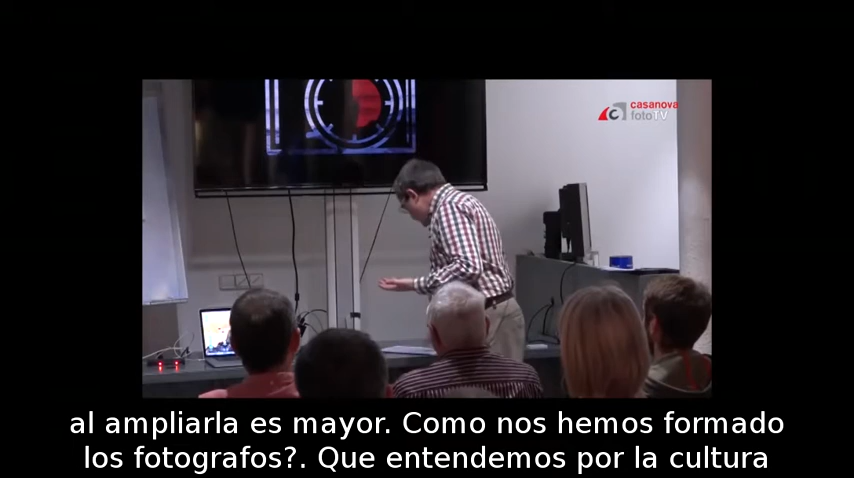 casanova
fotoTV
al ampliarla es mayor. Como nos hemos formado
los fotografos?. Que entendemos por la cultura